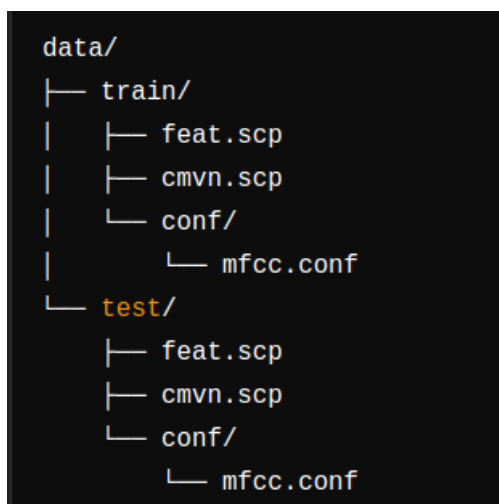 data/
├── train/
│   ├── feat.scp
│   ├── cmvn.scp
│   └── conf/
│       └── mfcc.conf
└── test/
    ├── feat.scp
    ├── cmvn.scp
    └── conf/
        └── mfcc.conf